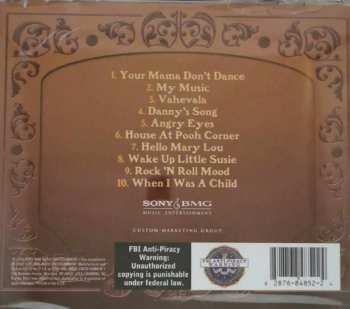 1. Your Mama Don't Dance
2. My Music
3. Vahevala
4. Danny's Song
5. Angry Eyes
6. House At Pooh Corner
7. Hello Mary Lou
8. Wake Up Little Susie
9. Rock 'N Roll Mood
10. When I Was A Child
SONY BMG
MUSIC ENTERTAINMENT
CUSTOM MARKETING GROUP
FBI Anti-Piracy
Warning:
Unauthorized
copying is punishable
under federal law.